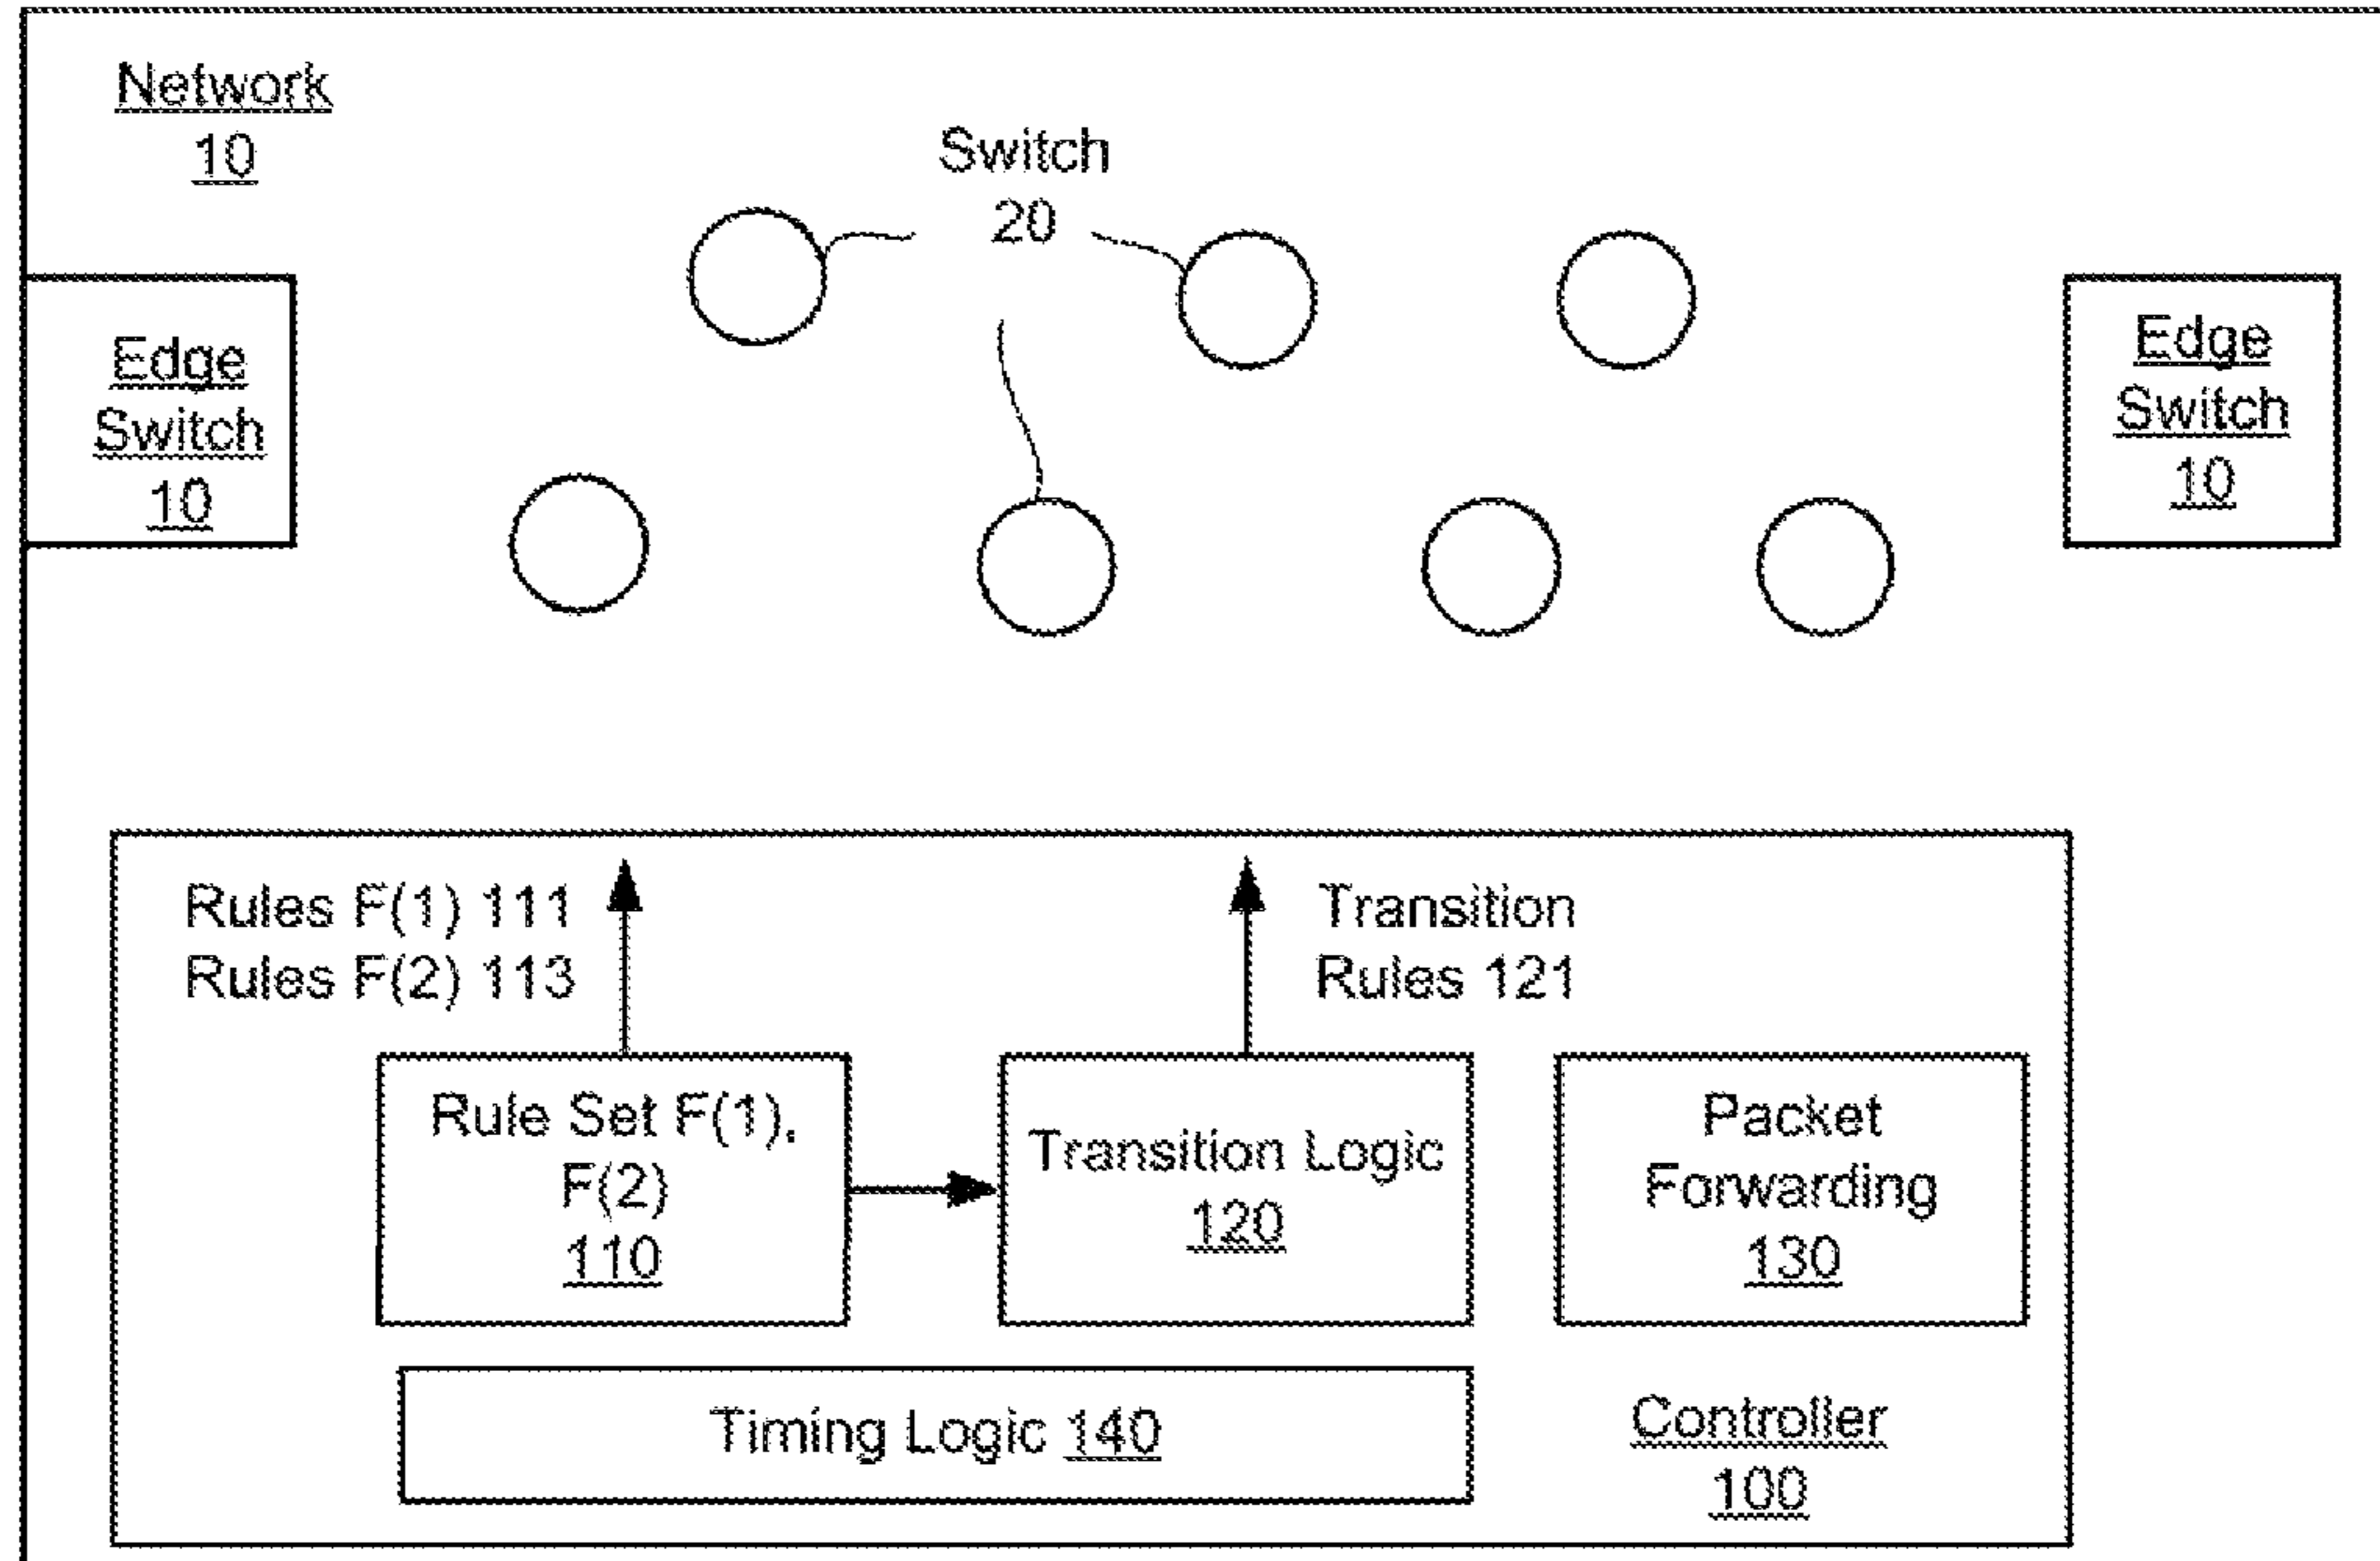 Network
10
Switch
20
Edge
Switch
10
Edge
Switch
10
Rules F(1) 111
Rules F(2) 113
Transition
Rules 121
Rule Set F(1),
F(2)
110
Transition Logic
120
Packet
Forwarding
130
Timing Logic 140
Controller
100